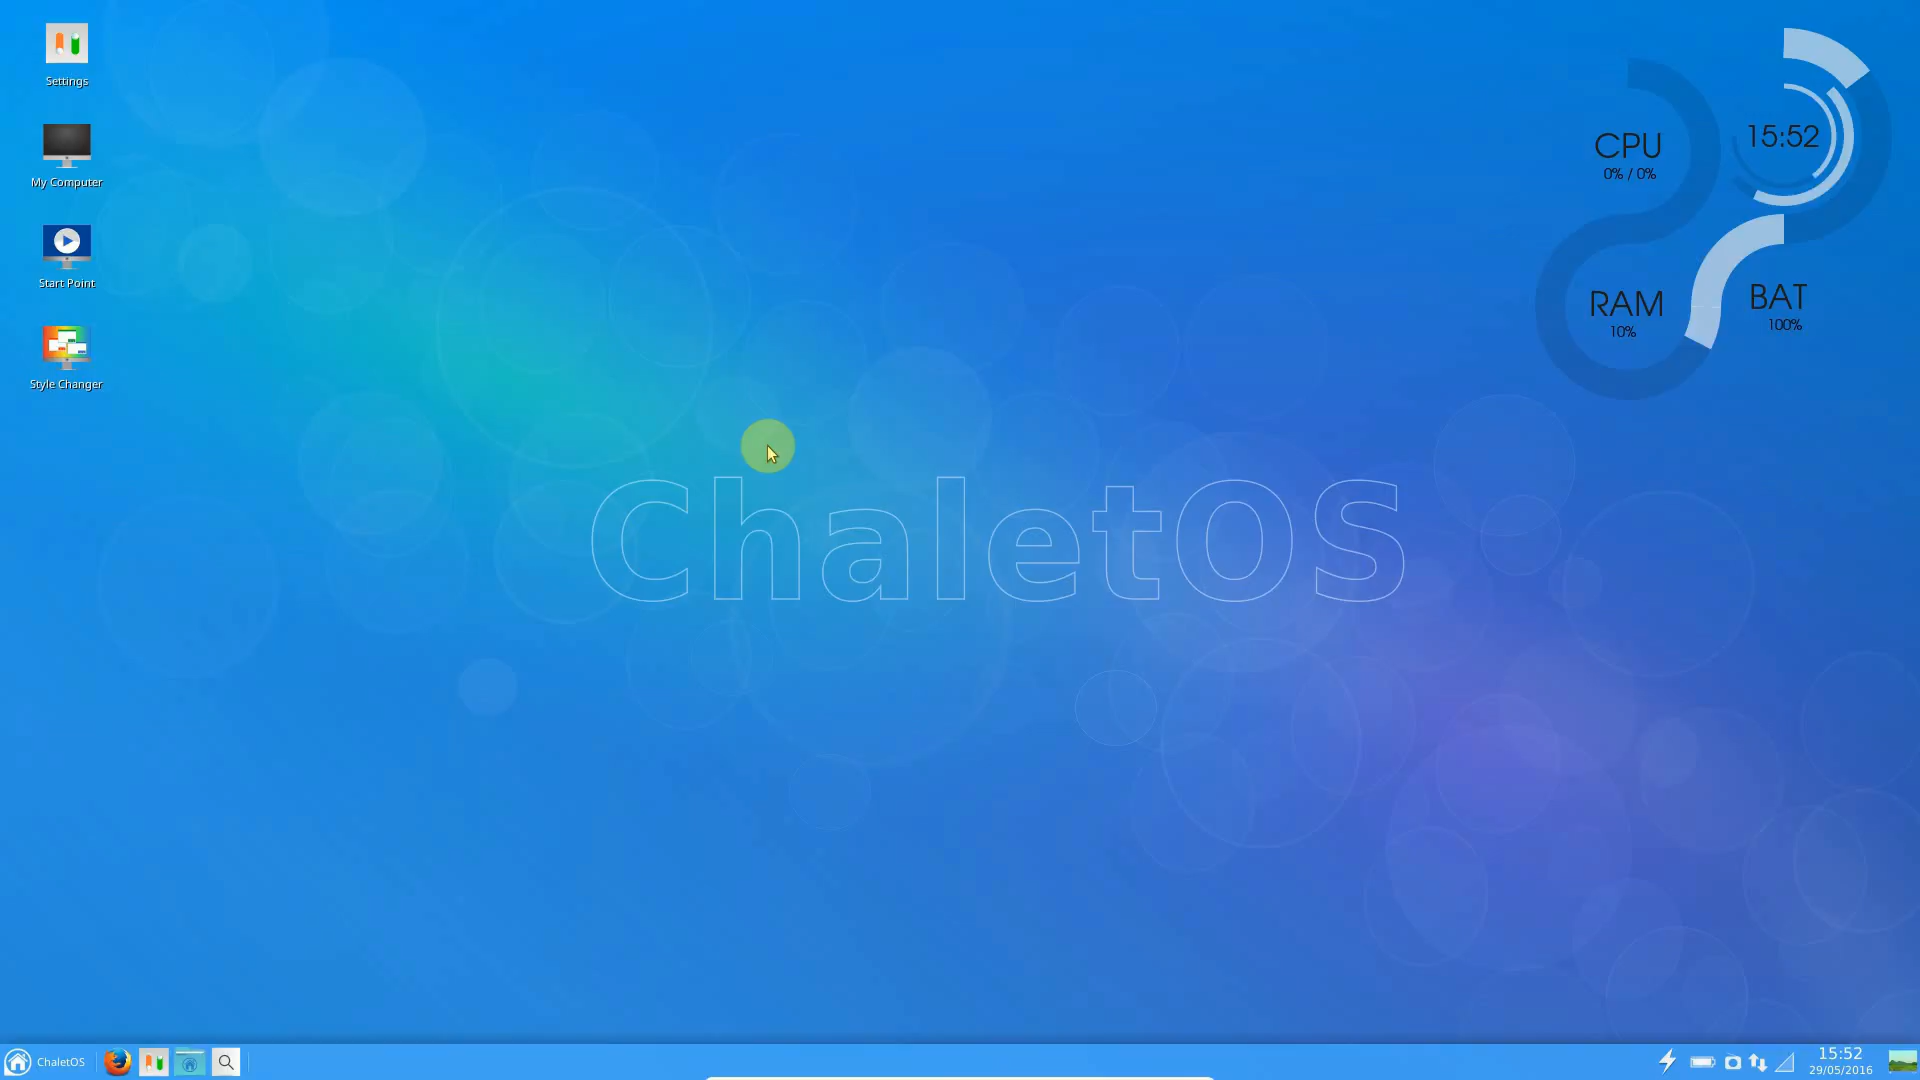 Settings
My Computer
Start Point
Style Changer
CPU
0% / 0%
15:52
RAM
10%
BAT
100%
ChaletOS
ChaletOS
15:52
29/05/2016